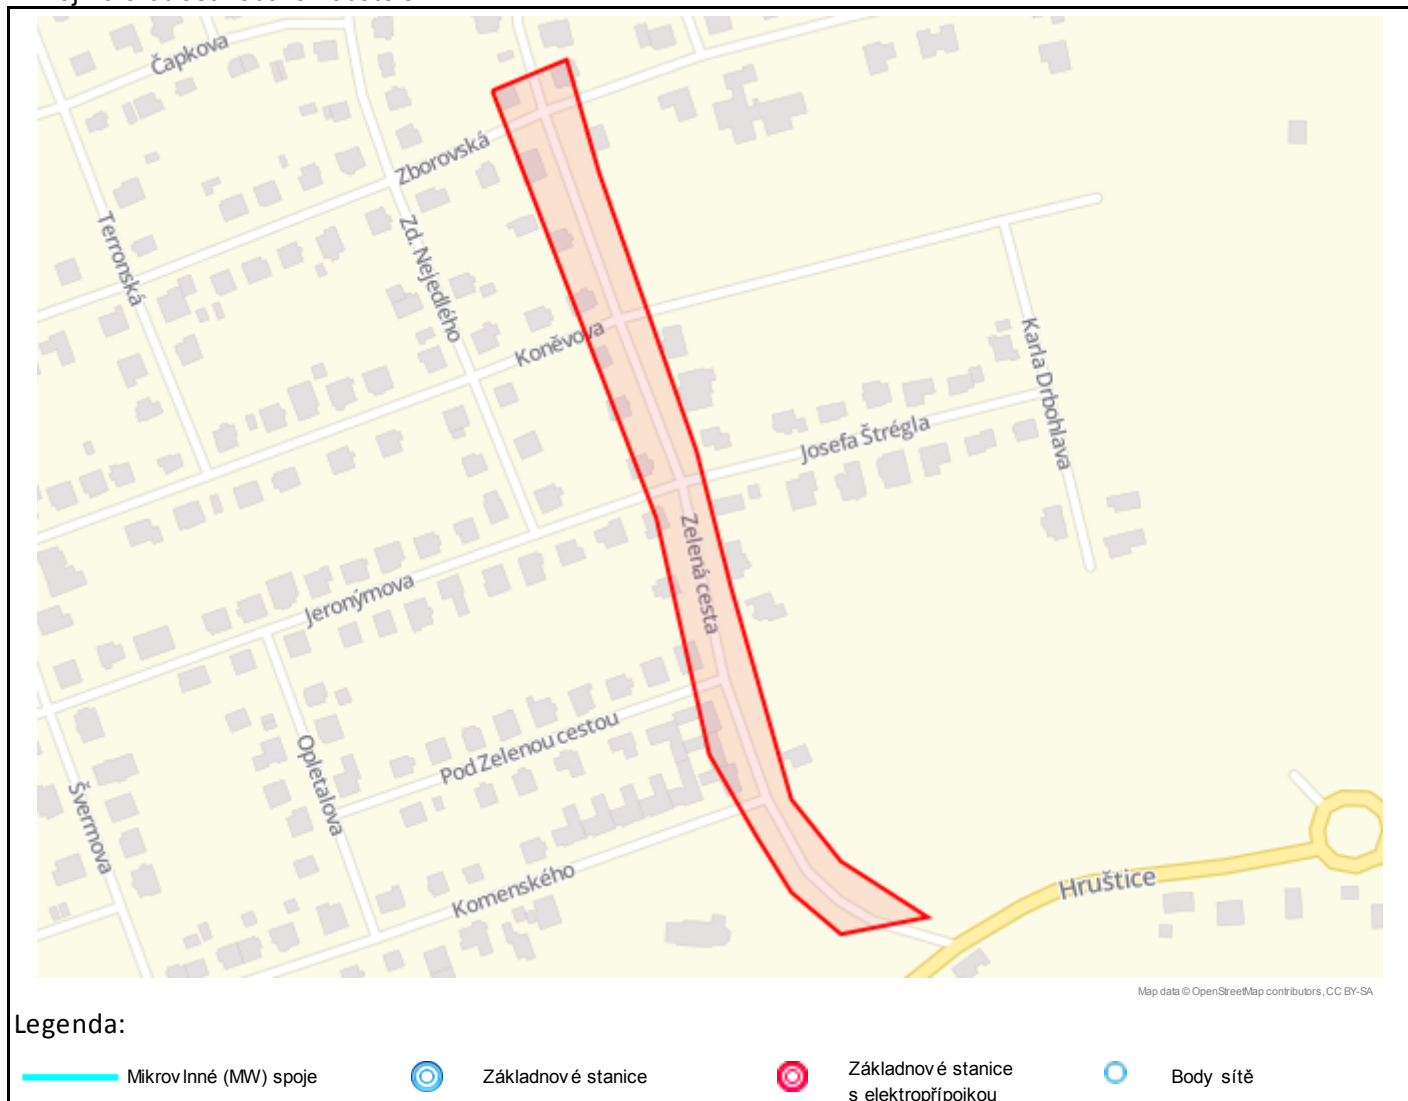 Čapkova
Zborovská
Terronská
Zd. Nejedlého
Koněvova
Karla Drbohlava
Josefa Štrégla
Zelená cesta
Jeronýmova
Pod Zelenou cestou
Opletalova
Švermova
Komenského
Hruštice
Map data © OpenStreetMap contributors, CC BY-SA
Legenda:
Mikrovlnné (MW) spoje
Základnové stanice
Základnové stanice
s elektropřípojkou
Body sítě